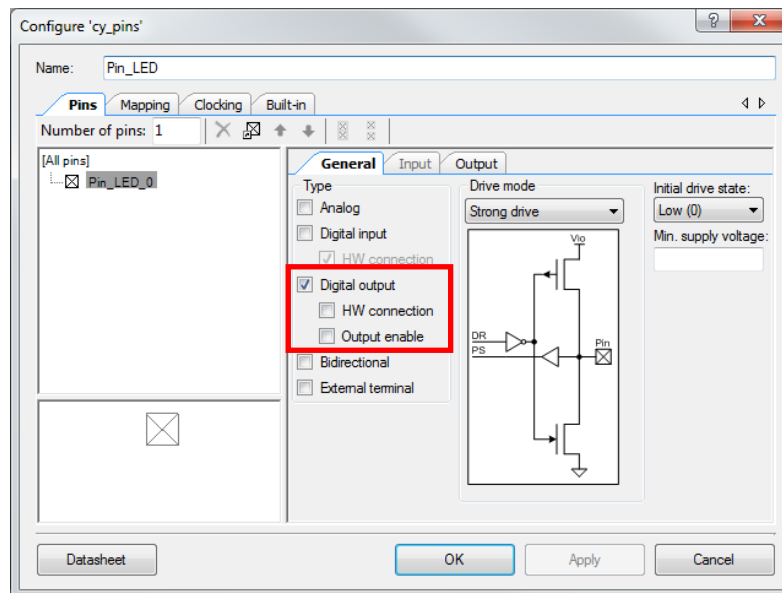 Configure 'cy_pins'
Name: Pin_LED
Pins Mapping Clocking Built-in
Number of pins: 1
[All pins]
Pin_LED_0
General Input Output
Type
Analog
Digital input
HW connection
Digital output
HW connection
Output enable
Bidirectional
External terminal
Drive mode
Strong drive
Vio
DR
PS
Pin
Initial drive state:
Low (0)
Min. supply voltage:
Datasheet OK Apply Cancel